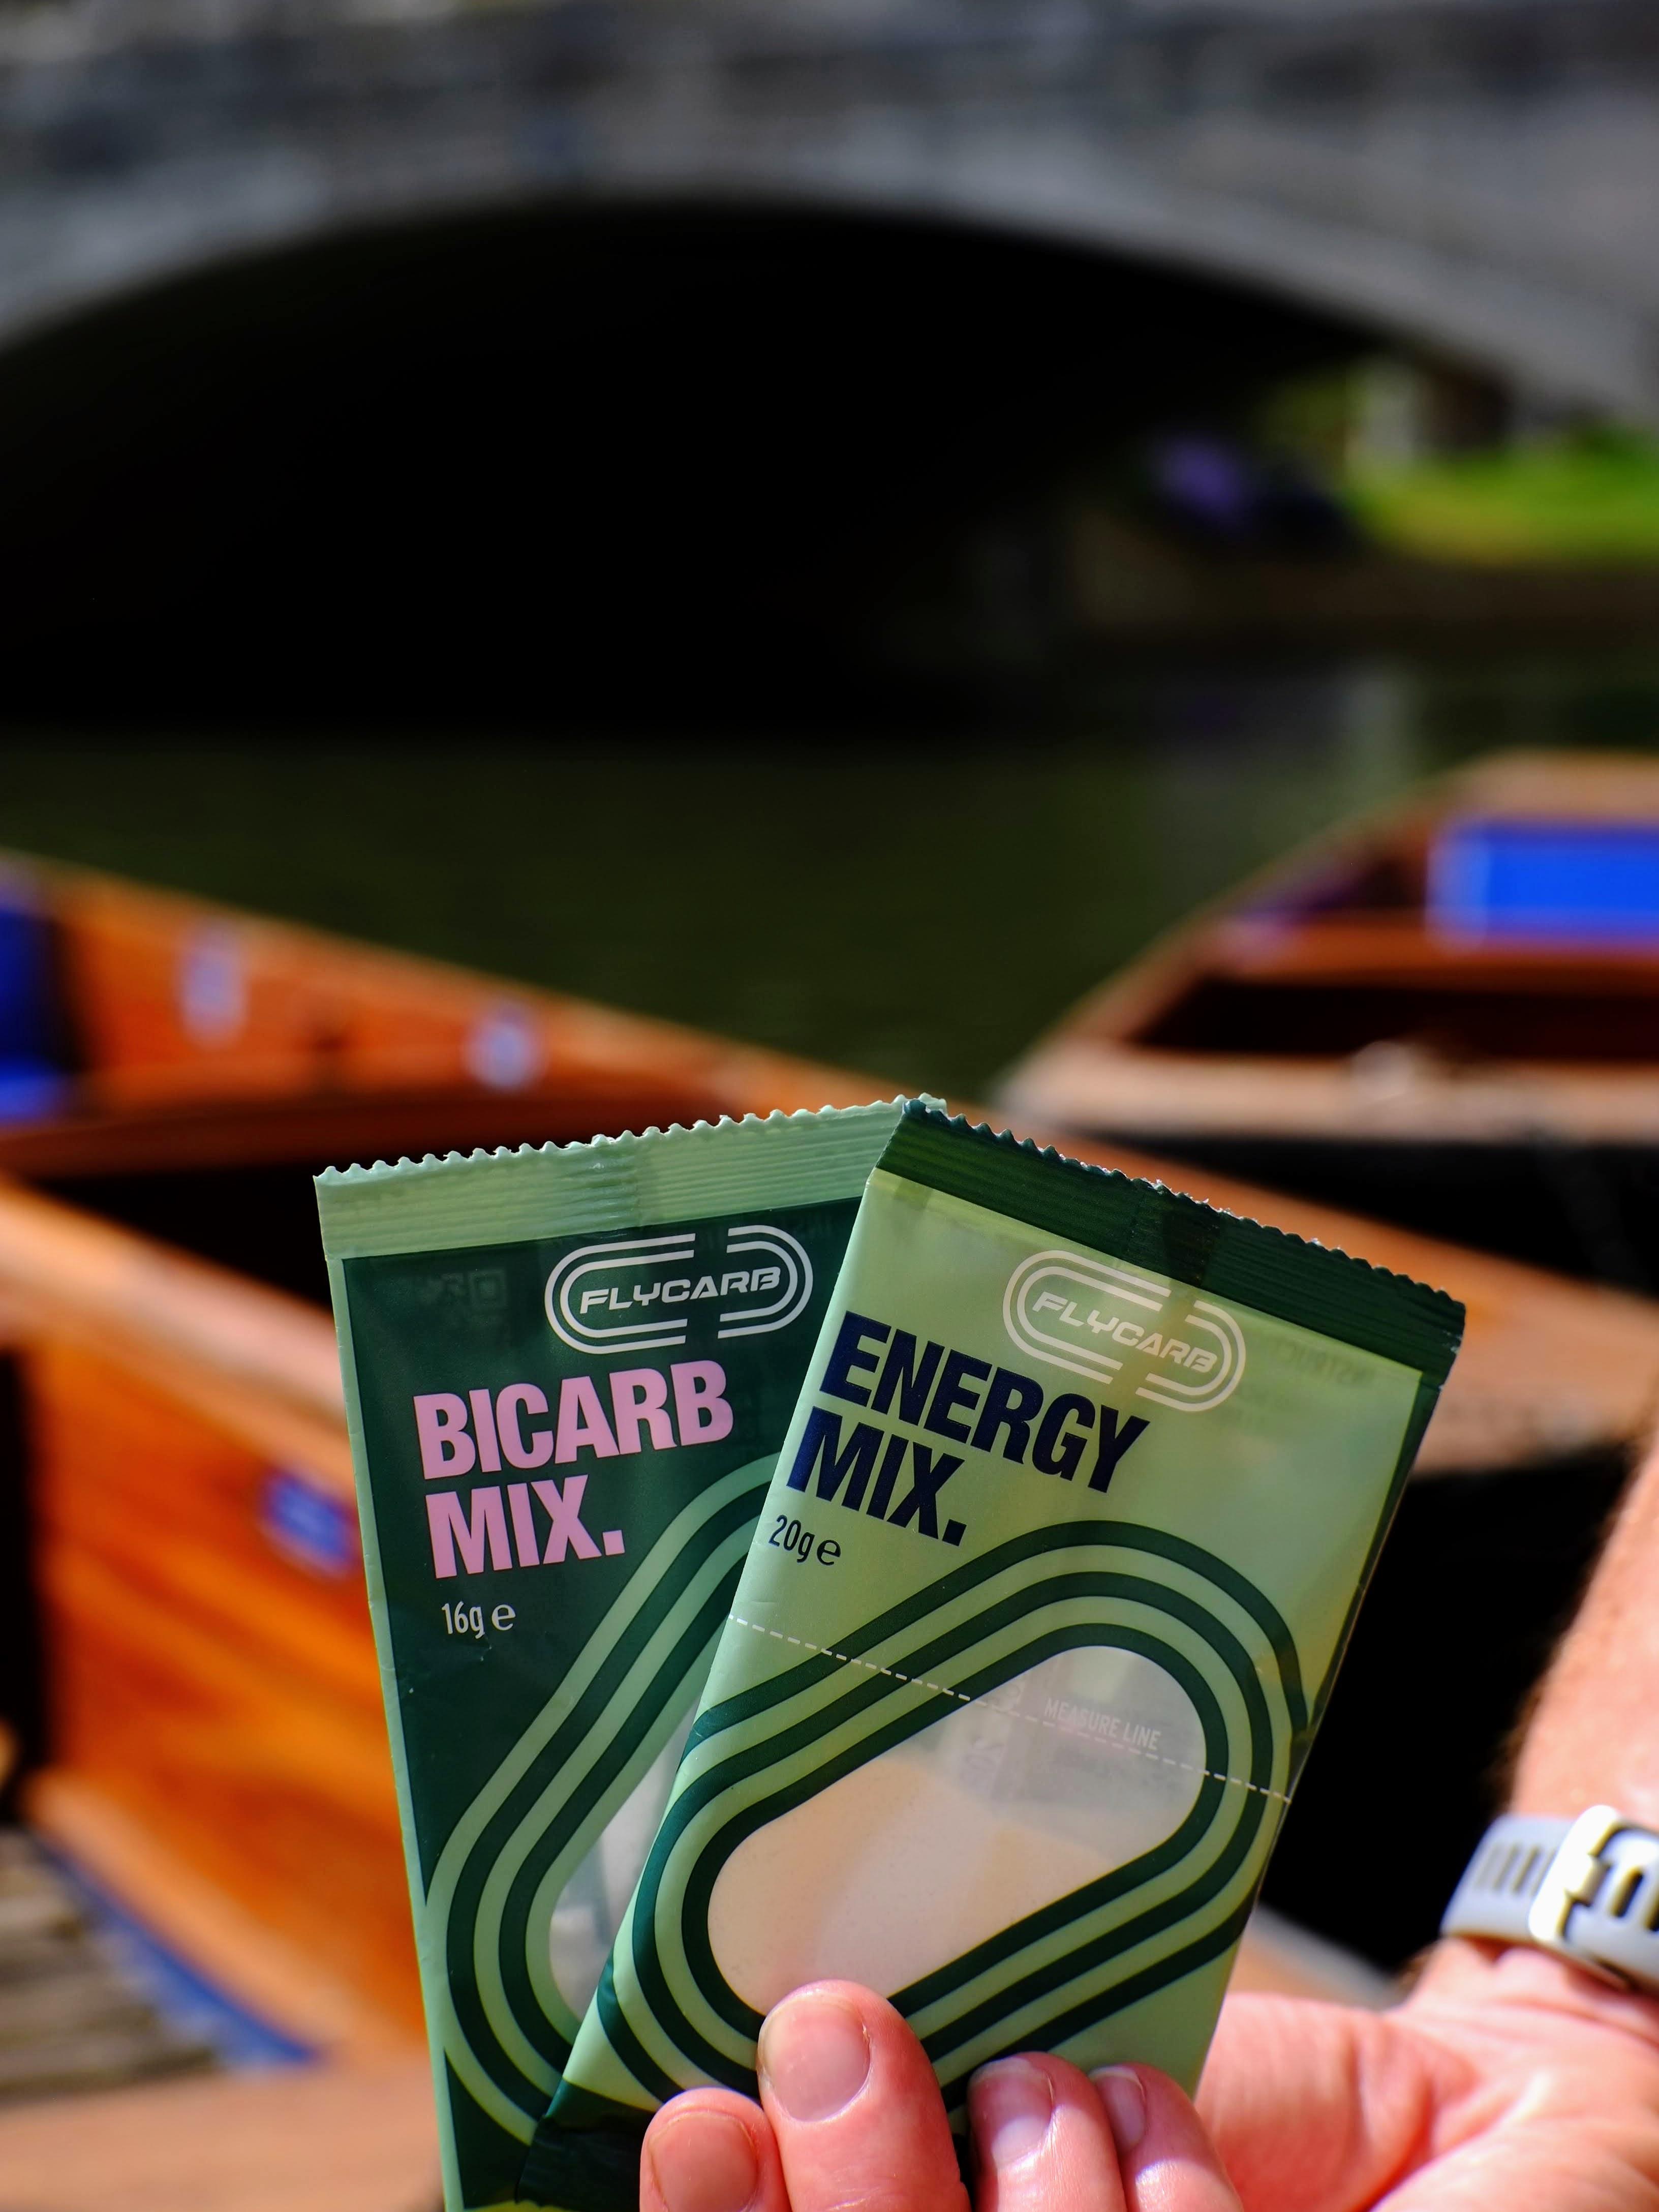 FLYCARB
BICARB
MIX.
16g ℮
FLYCARB
ENERGY
MIX.
20g ℮
MEASURE LINE